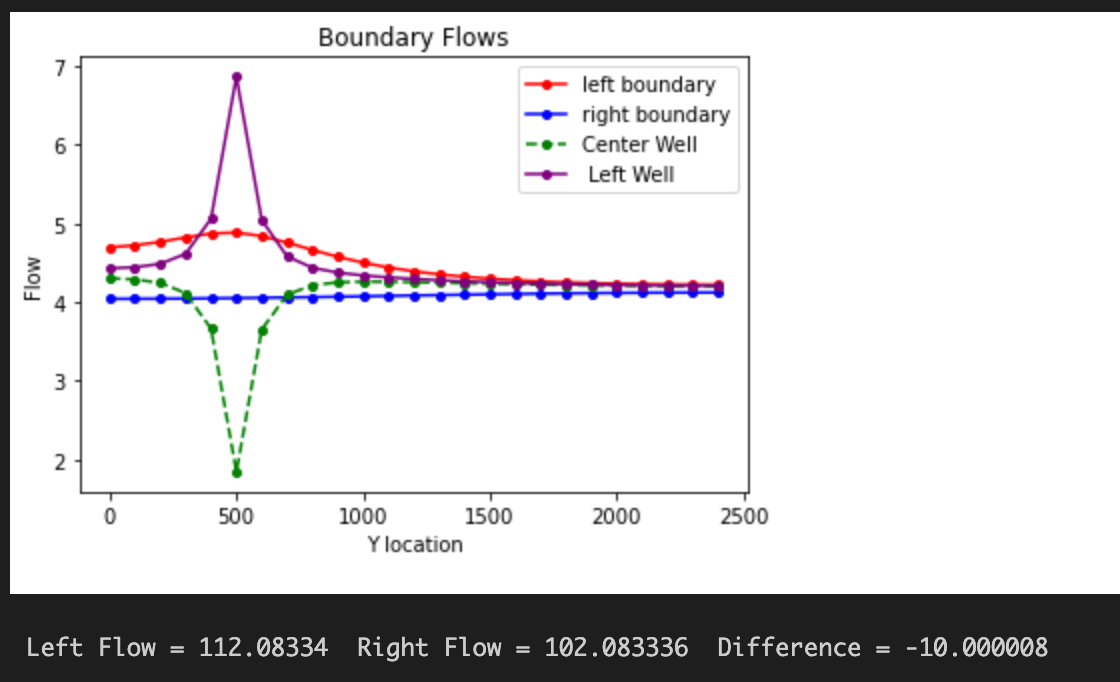 Boundary Flows
7
6
5
4
3
2
Flow
left boundary
right boundary
Center Well
Left Well
0 500 1000 1500 2000 2500
Y location
Left Flow = 112.08334  Right Flow = 102.083336  Difference = -10.000008